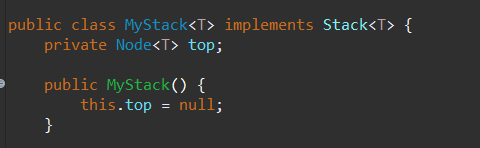 public class MyStack<T> implements Stack<T> {
    private Node<T> top;

    public MyStack() {
        this.top = null;
    }